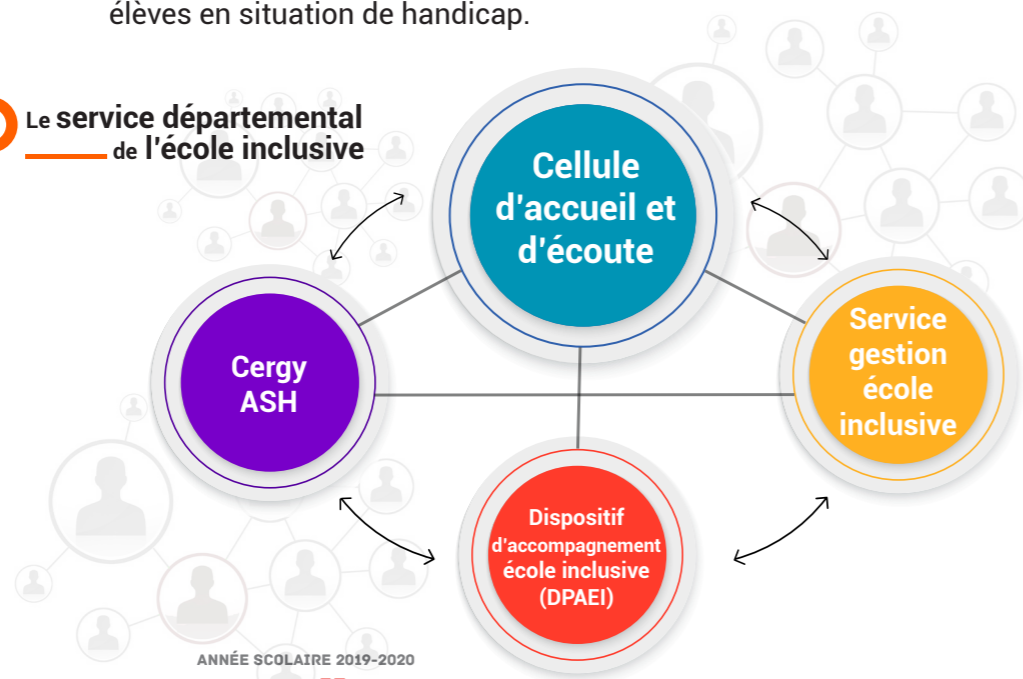 élèves en situation de handicap.
Le service départemental
de l'école inclusive
Cellule
d'accueil et
d'écoute
Cergy
ASH
Service
gestion
école
inclusive
Dispositif
d'accompagnement
école inclusive
(DPAEI)
ANNÉE SCOLAIRE 2019-2020